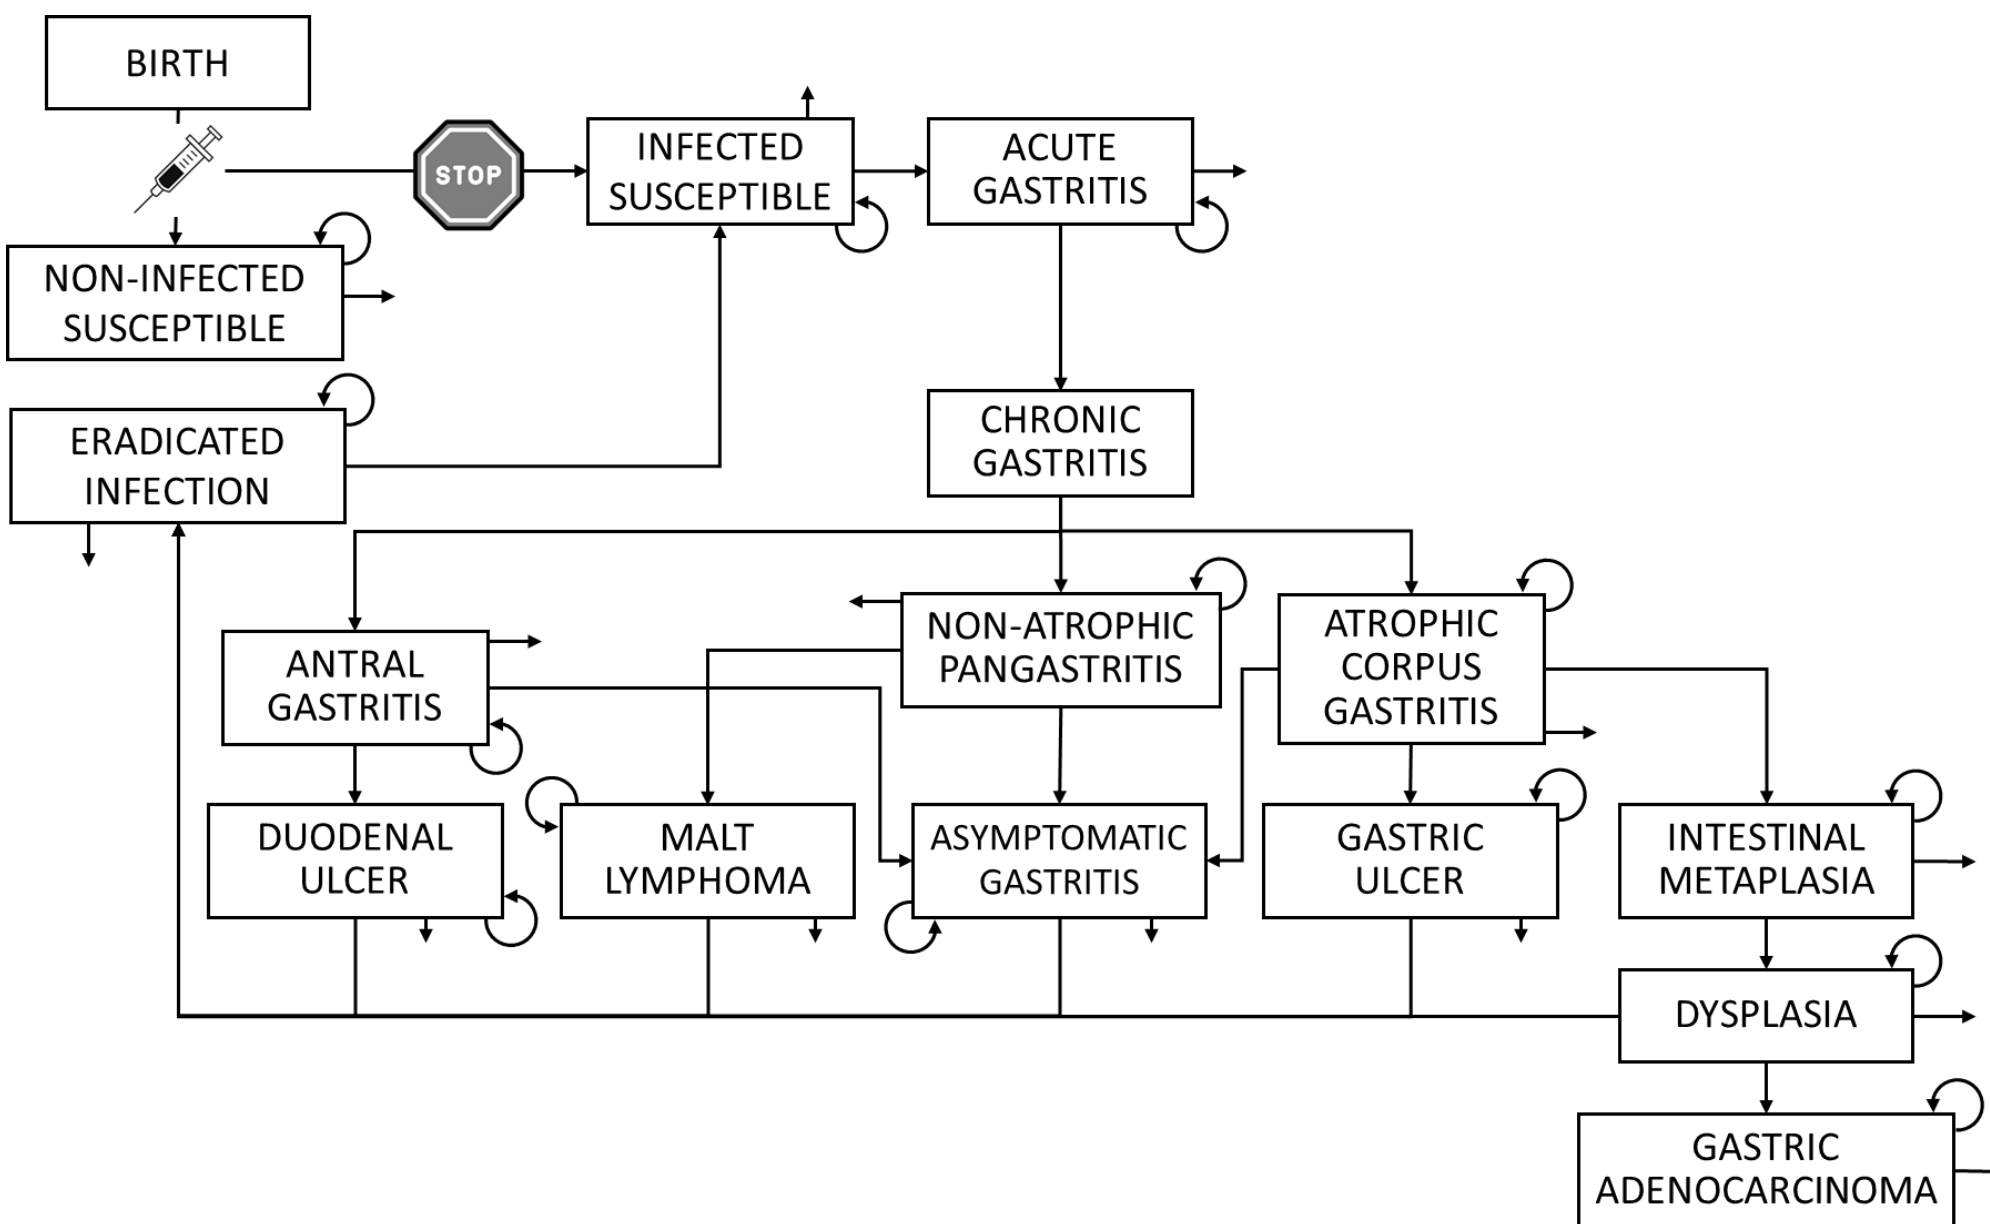 BIRTH
STOP
INFECTED
SUSCEPTIBLE
ACUTE
GASTRITIS
NON-INFECTED
SUSCEPTIBLE
ERADICATED
INFECTION
CHRONIC
GASTRITIS
ANTRAL
GASTRITIS
NON-ATROPHIC
PANGASTRITIS
ATROPHIC
CORPUS
GASTRITIS
DUODENAL
ULCER
MALT
LYMPHOMA
ASYMPTOMATIC
GASTRITIS
GASTRIC
ULCER
INTESTINAL
METAPLASIA
DYSPLASIA
GASTRIC
ADENOCARCINOMA